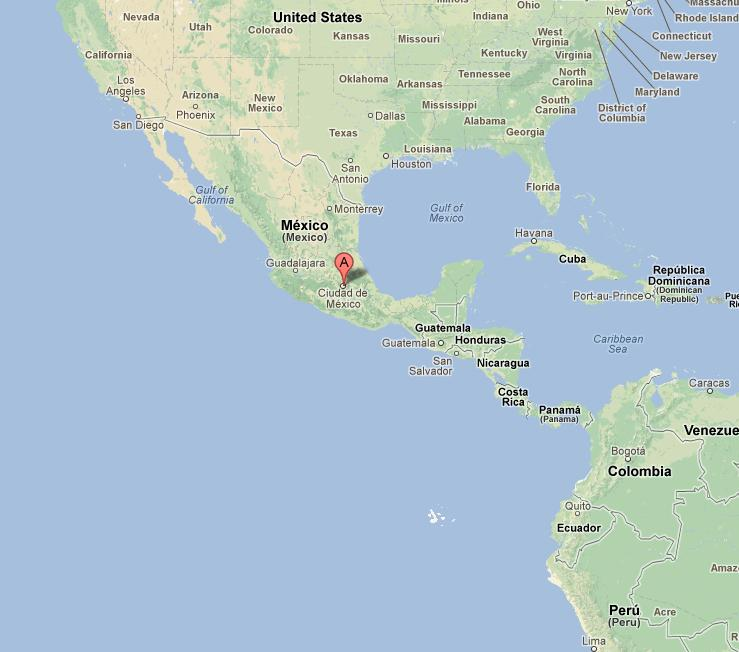 Massachu
New York
Ohio
Indiana
Illinois
Nevada
United States
Rhode Island
Utah
Colorado
Kansas
Missouri
West
Virginia
Connecticut
California
Kentucky
Virginia
New Jersey
Los
Angeles
Arizona
Oklahoma
Arkansas
Tennessee
North
Carolina
Delaware
Maryland
New
Mexico
Mississippi
South
Carolina
District of
Columbia
Phoenix
San Diego
Dallas
Alabama
Georgia
Texas
Louisiana
Houston
San
Antonio
Florida
Gulf of
California
Monterrey
Gulf of
Mexico
México
(Mexico)
Havana
Guadalajara
A
Cuba
República
Dominicana
(Dominican
Republic)
Port-au-Prince
Pue
Ri
Ciudad de
México
Guatemala
Guatemala
Honduras
Caribbean
Sea
San
Salvador
Nicaragua
Caracas
Costa
Rica
Panamá
(Panama)
Venezue
Bogotá
Colombia
Quito
Ecuador
Amaz
Perú
(Peru)
Acre
R
Lima